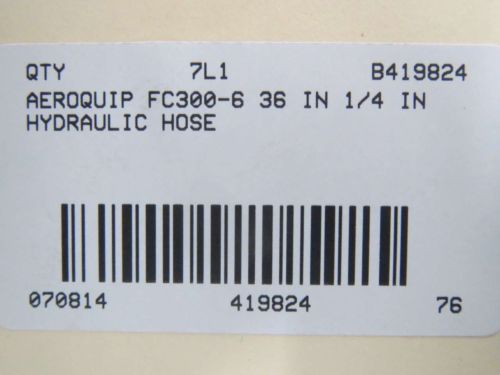 QTY 7L1 B419824
AEROQUIP FC300-6 36 IN 1/4 IN
HYDRAULIC HOSE
070814 419824 76